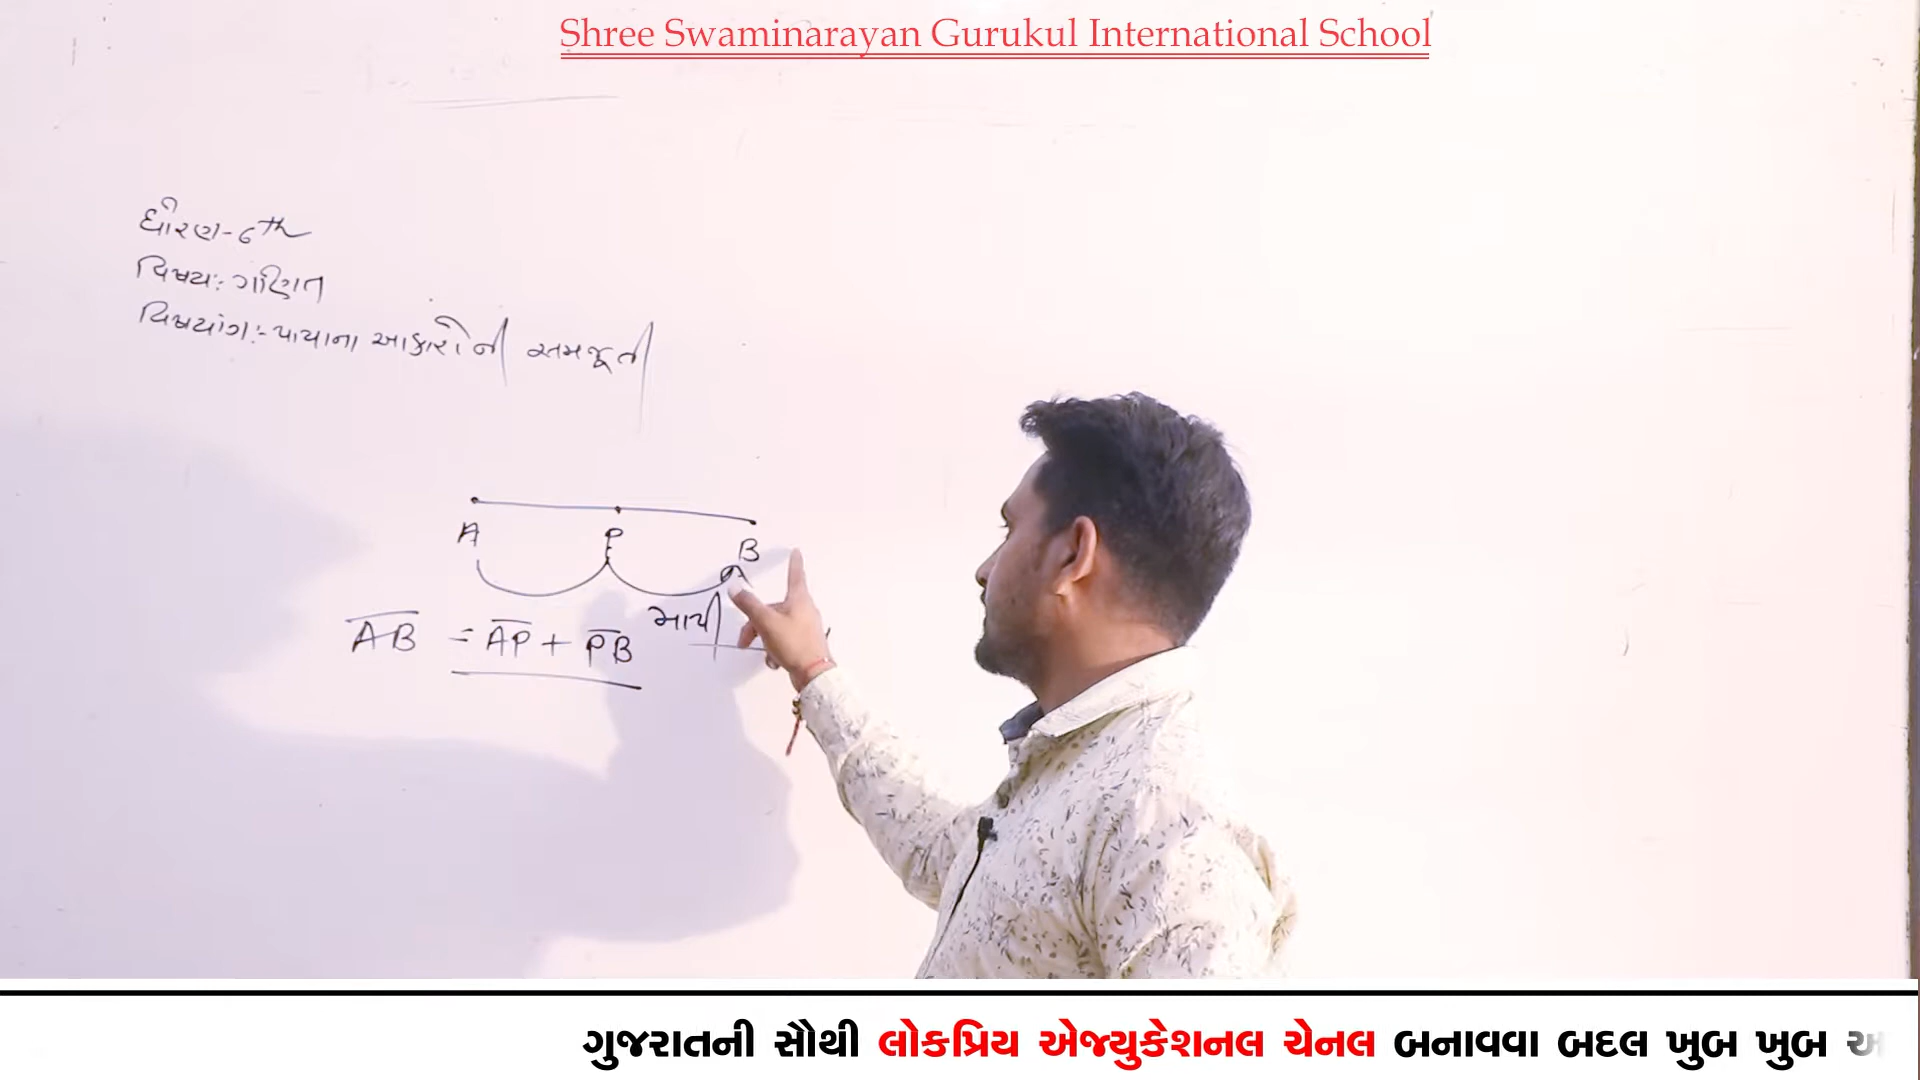 Shree Swaminarayan Gurukul International School
ધોરણ - 6th
વિષય: ગણિત
વિષયાંગ:- પાયાના આકારોની સમજૂતી
A P B
માપી
AB = AP + PB
ગુજરાતની સૌથી લોકપ્રિય એજ્યુકેશનલ ચેનલ બનાવવા બદલ ખુબ ખુબ અ